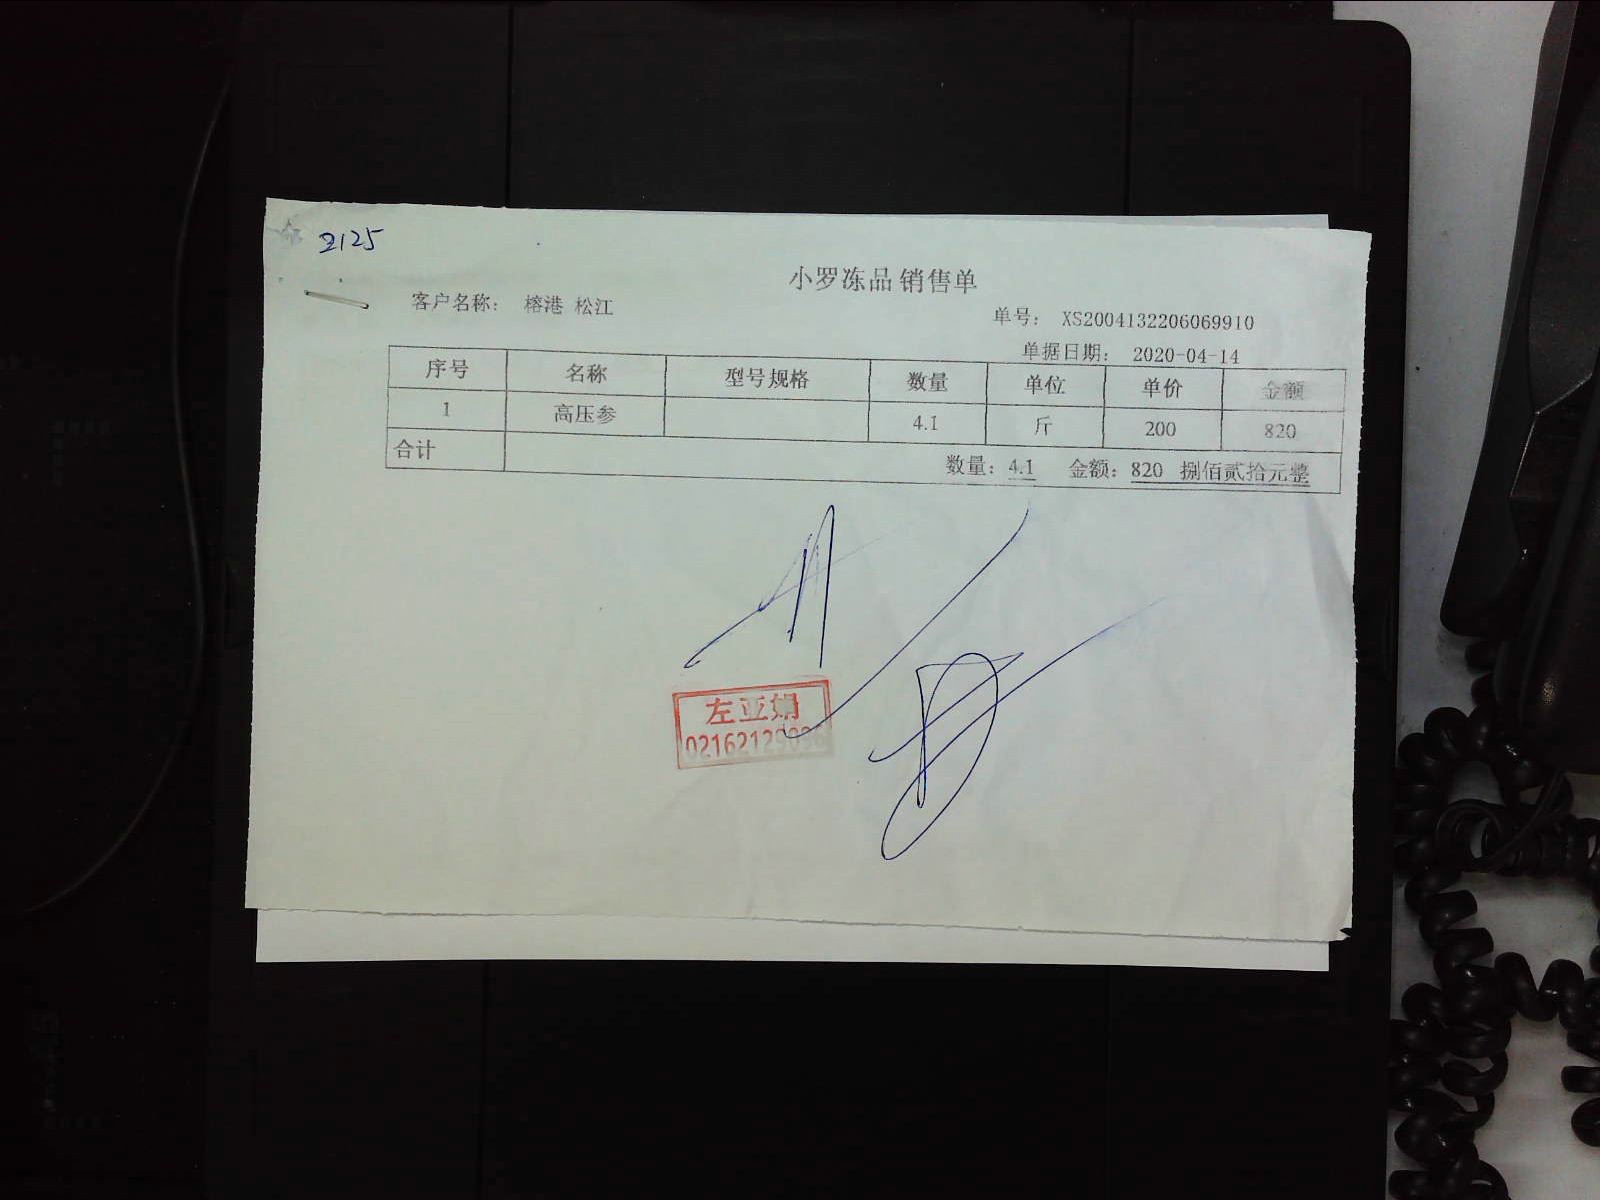 2125
小罗冻品 销售单
客户名称： 榕港 松江
单号： XS2004132206069910
单据日期： 2020-04-14
序号 名称 型号规格 数量 单位 单价 金额
1 高压参 4.1 斤 200 820
合计 数量：4.1 金额：820 捌佰贰拾元整
左亚娟